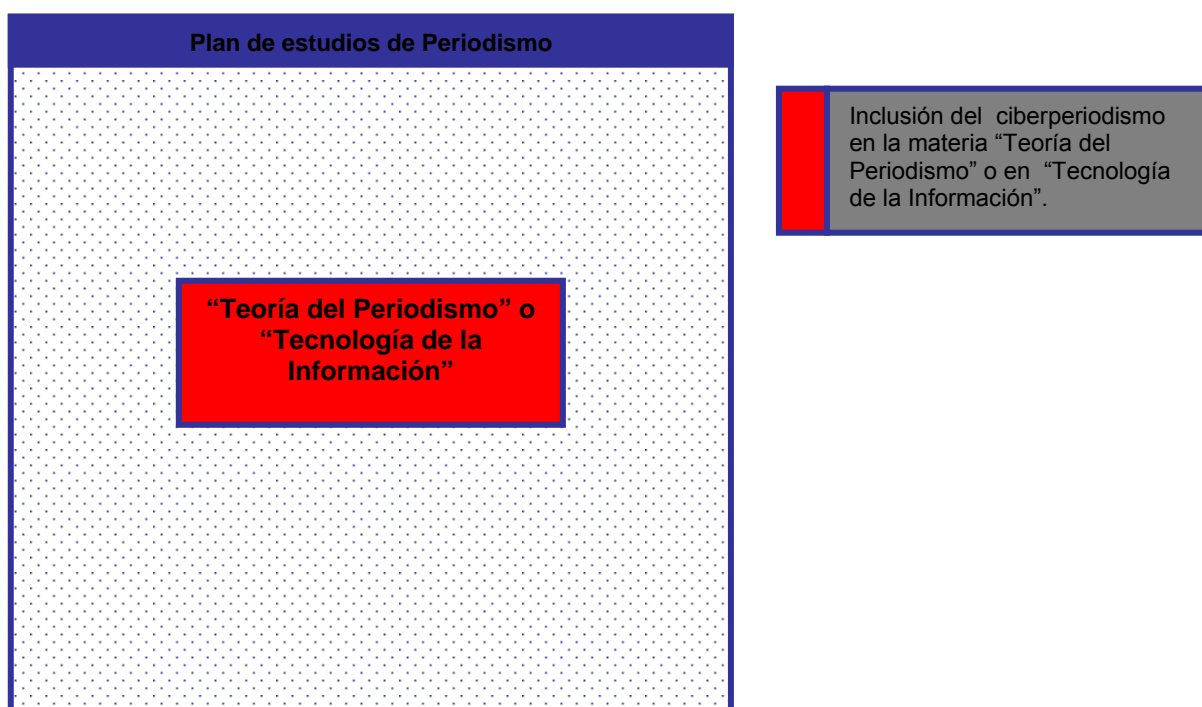 Plan de estudios de Periodismo
Inclusión del ciberperiodismo
en la materia “Teoría del
Periodismo” o en “Tecnología
de la Información”.
“Teoría del Periodismo” o
“Tecnología de la
Información”